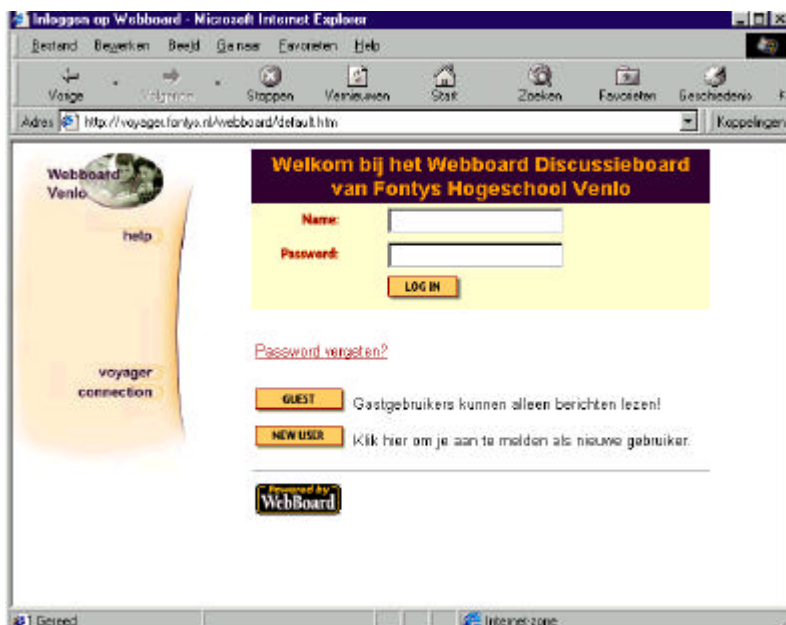 Inloggen op Webboard - Microsoft Internet Explorer
Bestand Bewerken Beeld Ga naar Favorieten Help
Vorige Volgende Stoppen Vernieuwen Start Zoeken Favorieten Geschiedenis
Adres http://voyager.fontys.nl/webboard/default.htm Koppelingen
Webboard
Venlo
help
voyager
connection
Welkom bij het Webboard Discussieboard
van Fontys Hogeschool Venlo
Name:
Password:
LOG IN
Password vergeten?
GUEST Gastgebruikers kunnen alleen berichten lezen!
NEW USER Klik hier om je aan te melden als nieuwe gebruiker.
Powered by
WebBoard
Gereed Internet-zone